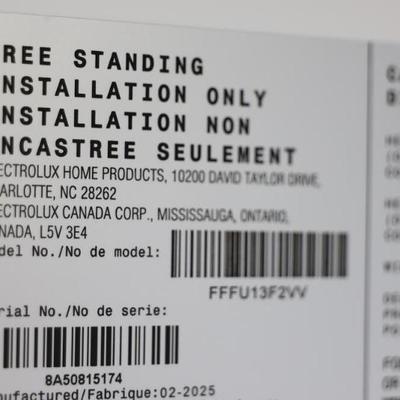 REE STANDING
NSTALLATION ONLY
NSTALLATION NON
NCASTREE SEULEMENT
ECTROLUX HOME PRODUCTS, 10200 DAVID TAYLOR DRIVE,
ARLOTTE, NC 28262
ECTROLUX CANADA CORP., MISSISSAUGA, ONTARIO,
NADA, L5V 3E4
del No./No de model:
FFFU13F2VV
rial No./No de serie:
8A50815174
nufactured/Fabrique:02-2025